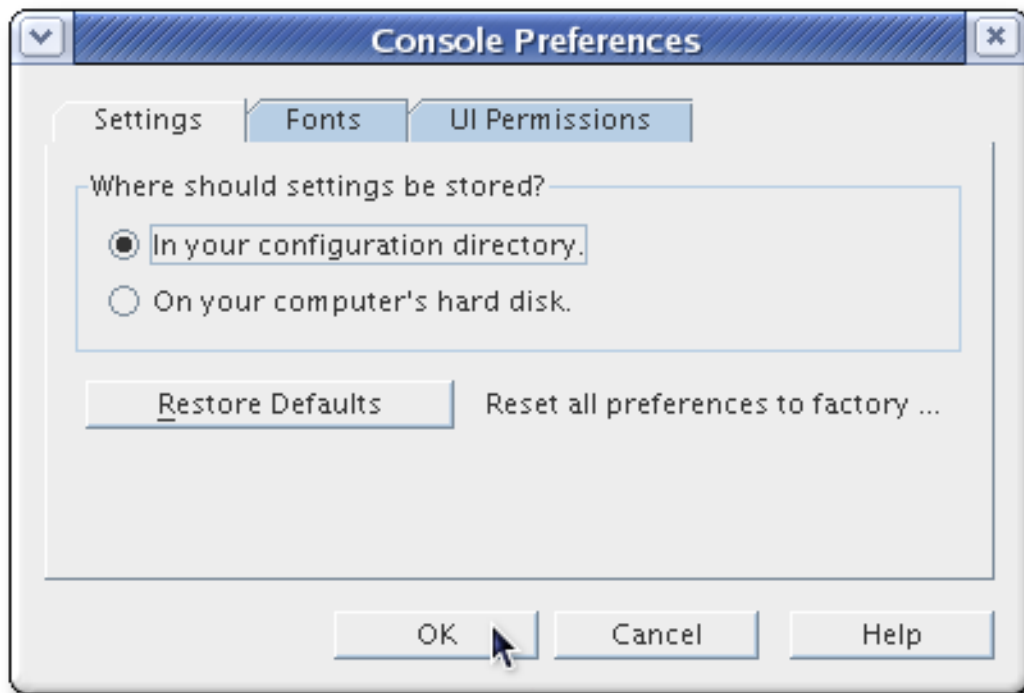 Console Preferences
Settings Fonts UI Permissions
Where should settings be stored?
In your configuration directory.
On your computer's hard disk.
Restore Defaults Reset all preferences to factory ...
OK Cancel Help